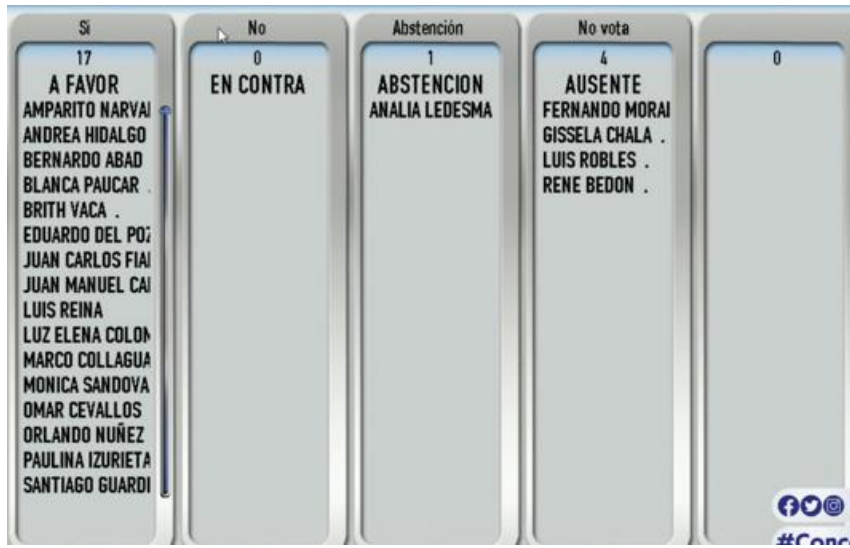 Si
17
A FAVOR
AMPARITO NARVAI
ANDREA HIDALGO
BERNARDO ABAD
BLANCA PAUCAR .
BRITH VACA .
EDUARDO DEL POZ
JUAN CARLOS FIAI
JUAN MANUEL CAI
LUIS REINA
LUZ ELENA COLON
MARCO COLLAGUA
MONICA SANDOVA
OMAR CEVALLOS
ORLANDO NUÑEZ
PAULINA IZURIETA
SANTIAGO GUARDI
No
0
EN CONTRA
Abstención
1
ABSTENCION
ANALIA LEDESMA
No vota
4
AUSENTE
FERNANDO MORAI
GISSELA CHALA .
LUIS ROBLES .
RENE BEDON .
0
#Conc